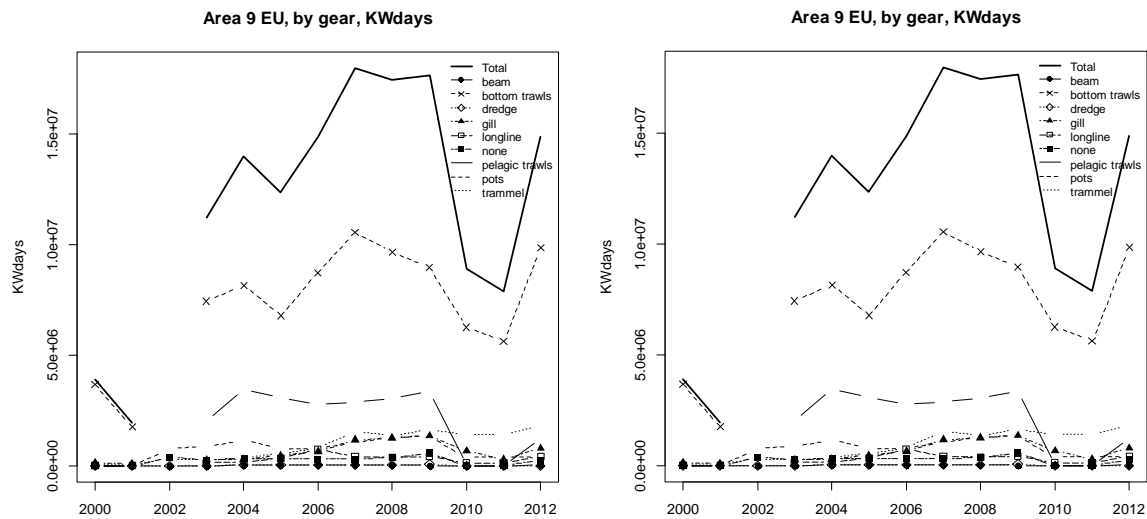 Area 9 EU, by gear, KWdays
KWdays
0.0e+00
5.0e+06
1.0e+07
1.5e+07
Total
beam
bottom trawls
dredge
gill
longline
none
pelagic trawls
pots
trammel
2000 2002 2004 2006 2008 2010 2012
Area 9 EU, by gear, KWdays
KWdays
0.0e+00
5.0e+06
1.0e+07
1.5e+07
Total
beam
bottom trawls
dredge
gill
longline
none
pelagic trawls
pots
trammel
2000 2002 2004 2006 2008 2010 2012